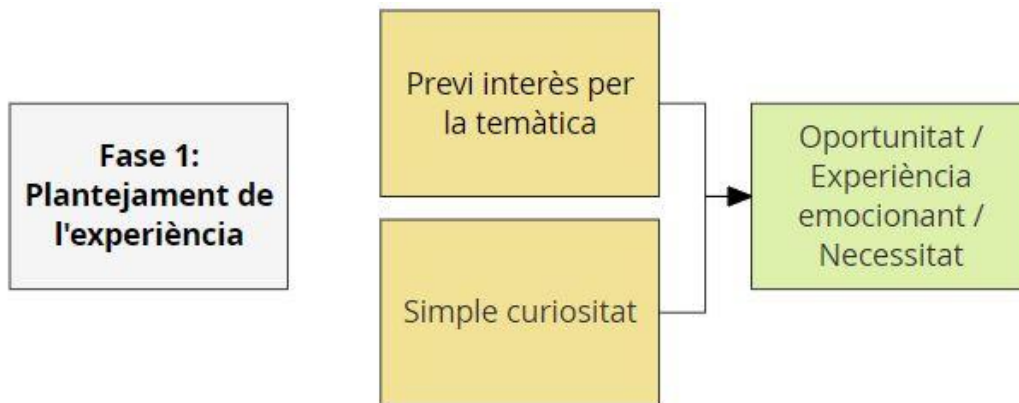 Fase 1:
Plantejament de
l'experiència
Previ interès per
la temàtica
Simple curiositat
Oportunitat /
Experiència
emocionant /
Necessitat